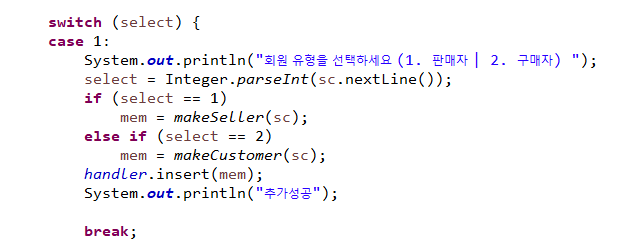 switch (select) {
case 1:
System.out.println("회원 유형을 선택하세요 (1. 판매자 | 2. 구매자) ");
select = Integer.parseInt(sc.nextLine());
if (select == 1)
mem = makeSeller(sc);
else if (select == 2)
mem = makeCustomer(sc);
handler.insert(mem);
System.out.println("추가성공");
break;